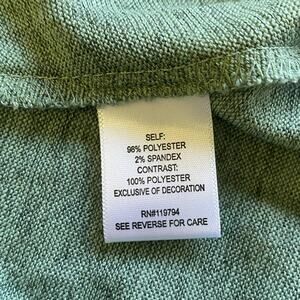 SELF:
98% POLYESTER
2% SPANDEX
CONTRAST:
100% POLYESTER
EXCLUSIVE OF DECORATION
RN#119794
SEE REVERSE FOR CARE